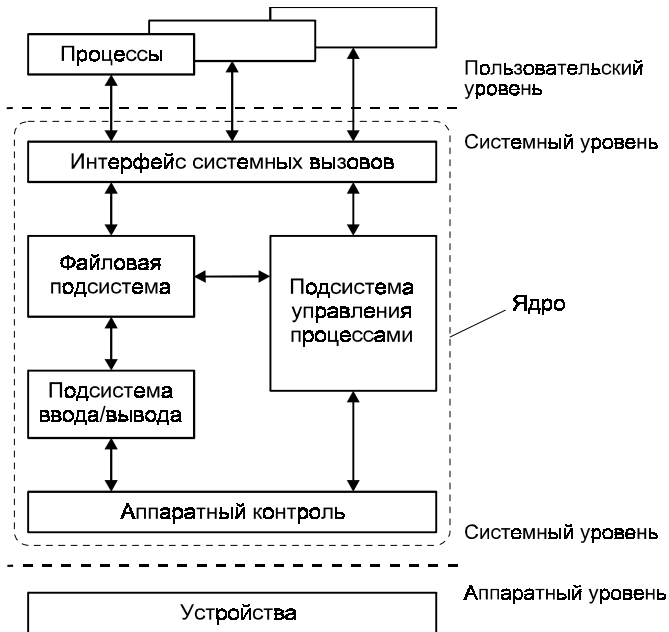 Процессы
Пользовательский
уровень
Системный уровень
Интерфейс системных вызовов
Файловая
подсистема
Подсистема
управления
процессами
Ядро
Подсистема
ввода/вывода
Аппаратный контроль
Системный уровень
Аппаратный уровень
Устройства